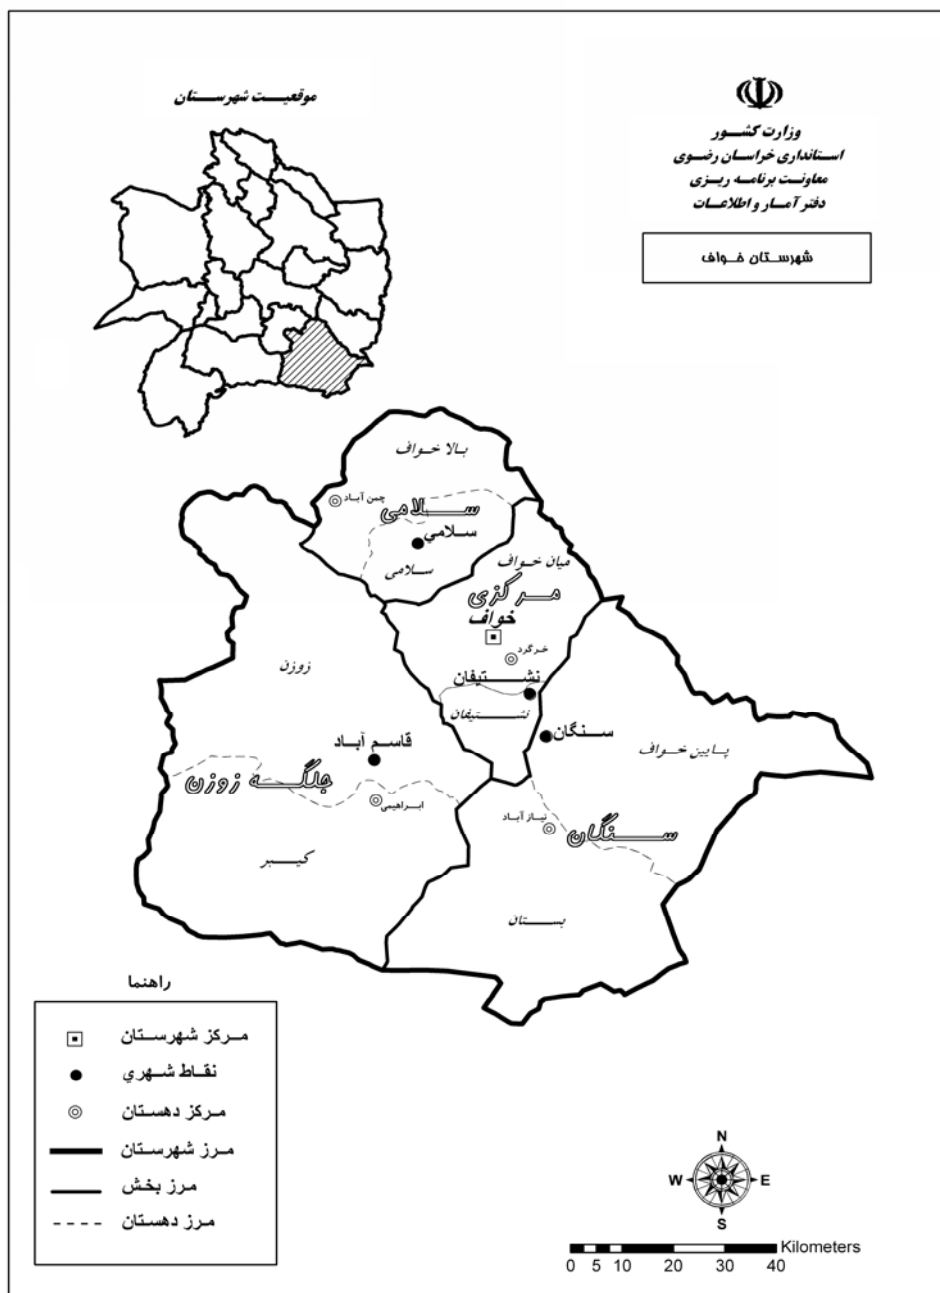 موقعیت شهرستان
وزارت کشور
استانداری خراسان رضوی
معاونت برنامه ریزی
دفتر آمار و اطلاعات
شهرستان خواف
بالا خواف
چمن آباد
سلامی
سلامي
سلامی
میان خواف
مرکزی
خواف
خرگرد
نشتیفان
نشتیفان
زوزن
سنگان
پایین خواف
قاسم آباد
جلگه زوزن
ابراهیمی
نیاز آباد
سنگان
کیبر
بستان
راهنما
مرکز شهرستان
نقاط شهري
مرکز دهستان
مرز شهرستان
مرز بخش
مرز دهستان
N
W E
S
Kilometers
0 5 10 20 30 40